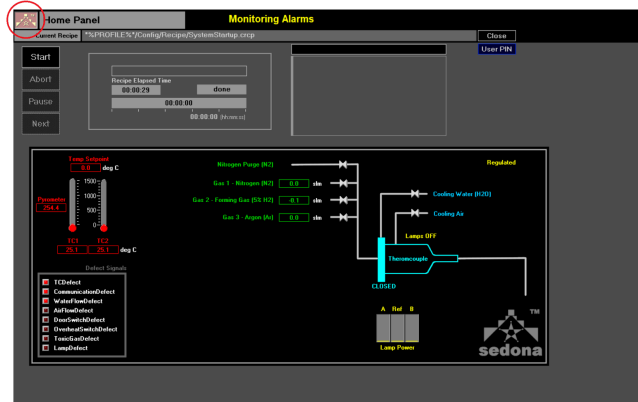 Home Panel
Monitoring Alarms
Current Recipe
"%PROFILE%"/Config/Recipe/SystemStartup.crcp
Close
User PIN
Start
Abort
Pause
Next
Recipe Elapsed Time
00:00:29
done
00:00:00
00:00:00 (hh:mm:ss)
Temp Setpoint
0.0 deg C
1500
1000
500
0
Pyrometer
254.4
TC1 TC2
25.1 25.1 deg C
Nitrogen Purge (N2)
Gas 1 - Nitrogen (N2) 0.0 slm
Gas 2 - Forming Gas (5% H2) -0.1 slm
Gas 3 - Argon (Ar) 0.0 slm
Regulated
Cooling Water (H2O)
Cooling Air
Lamps OFF
Theromcouple
CLOSED
A Ref B
Lamp Power
Defect Signals
TCDefect
CommunicationDefect
WaterFlowDefect
AirFlowDefect
DoorSwitchDefect
OverheatSwitchDefect
ToxicGasDefect
LampDefect
TM
sedona